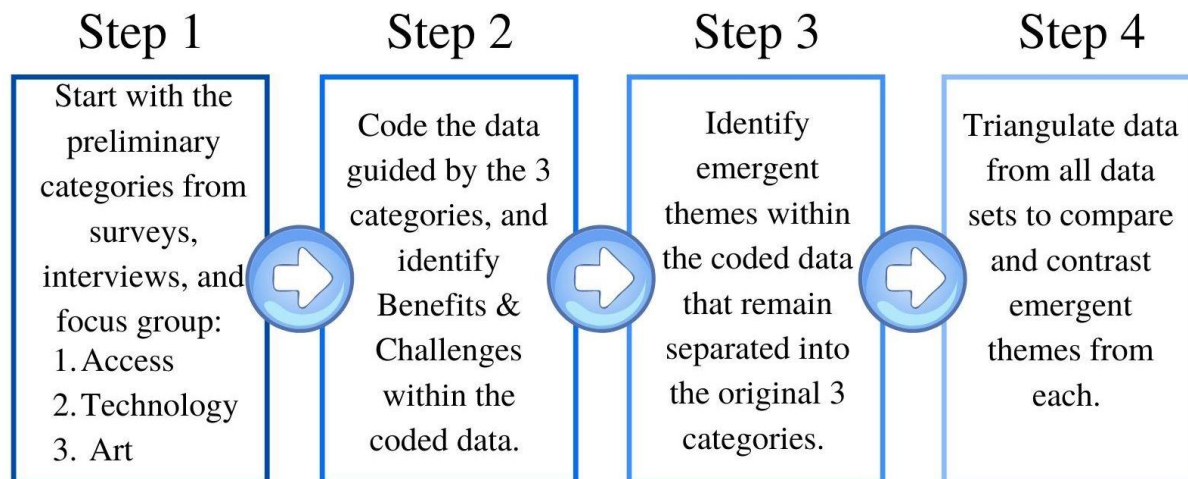 Step 1
Start with the
preliminary
categories from
surveys,
interviews, and
focus group:
1. Access
2. Technology
3. Art
Step 2
Code the data
guided by the 3
categories, and
identify
Benefits &
Challenges
within the
coded data.
Step 3
Identify
emergent
themes within
the coded data
that remain
separated into
the original 3
categories.
Step 4
Triangulate data
from all data
sets to compare
and contrast
emergent
themes from
each.